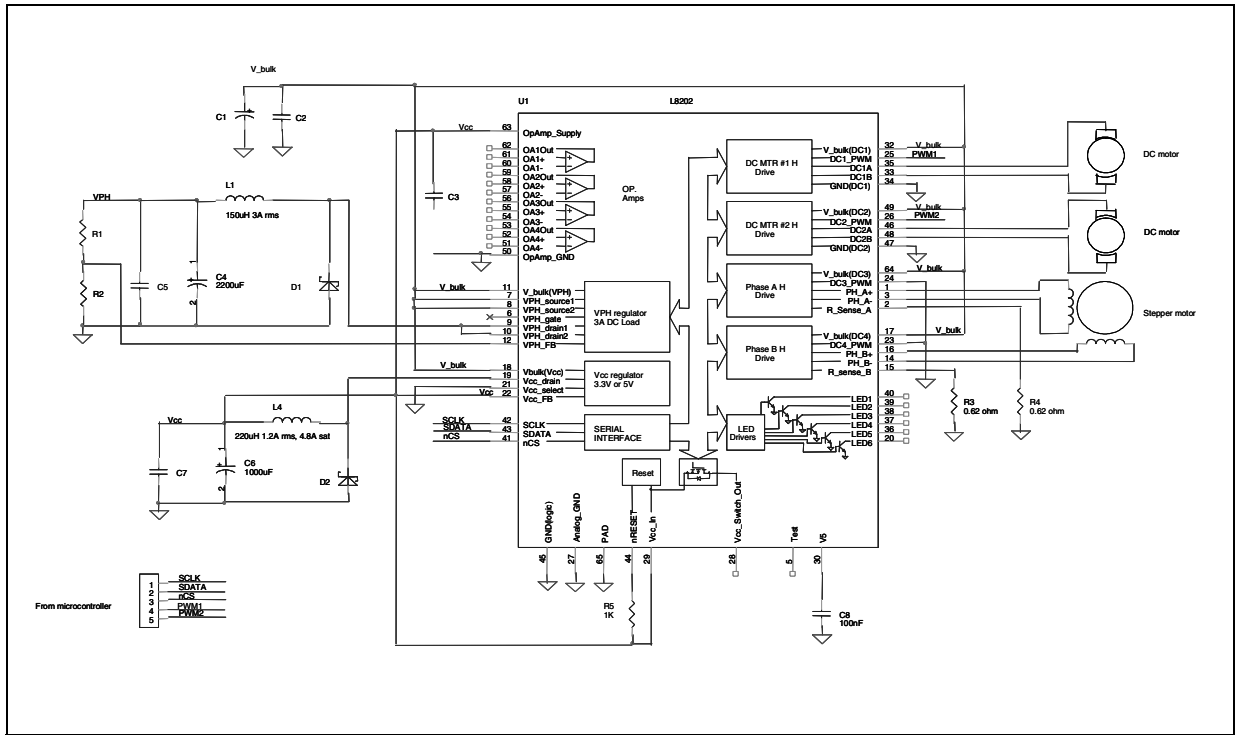 V_bulk
C1
C2
U1
L8202
Vcc
63
OpAmp_Supply
62
OA1Out
61
OA1+
60
OA1-
59
OA2Out
58
OA2+
57
OA2-
56
OA3Out
55
OA3+
54
OA3-
53
OA4Out
52
OA4+
51
OA4-
50
OpAmp_GND
OP.
Amps
C3
VPH
L1
150uH 3A rms
R1
R2
C5
1
C4
2200uF
2
D1
V_bulk
11
V_bulk(VPH)
7
VPH_source1
8
VPH_source2
6
VPH_gate
9
VPH_drain1
10
VPH_drain2
12
VPH_FB
VPH regulator
3A DC Load
V_bulk
18
Vbulk(Vcc)
19
Vcc_drain
21
Vcc_select
Vcc
22
Vcc_FB
Vcc regulator
3.3V or 5V
SCLK
42
SCLK
SDATA
43
SDATA
nCS
41
nCS
SERIAL
INTERFACE
Vcc
L4
220uH 1.2A rms, 4.8A sat
C7
1
C6
1000uF
2
D2
DC MTR #1 H
Drive
V_bulk(DC1)
32
V_bulk
DC1_PWM
25
PWM1
DC1A
35
DC1B
33
GND(DC1)
34
DC motor
DC MTR #2 H
Drive
V_bulk(DC2)
49
V_bulk
DC2_PWM
26
PWM2
DC2A
46
DC2B
48
GND(DC2)
47
DC motor
Phase A H
Drive
V_bulk(DC3)
64
V_bulk
DC3_PWM
24
PH_A+
1
PH_A-
3
R_Sense_A
2
Stepper motor
Phase B H
Drive
V_bulk(DC4)
17
V_bulk
DC4_PWM
23
PH_B+
16
PH_B-
14
R_sense_B
15
R3
0.62 ohm
R4
0.62 ohm
LED
Drivers
LED1
40
LED2
39
LED3
38
LED4
37
LED5
36
LED6
20
Reset
GND(logic)
45
Analog_GND
27
PAD
65
nRESET
44
Vcc_In
29
Vcc_Switch_Out
28
Test
5
V5
30
R5
1K
C8
100nF
From microcontroller
1
SCLK
2
SDATA
3
nCS
4
PWM1
5
PWM2